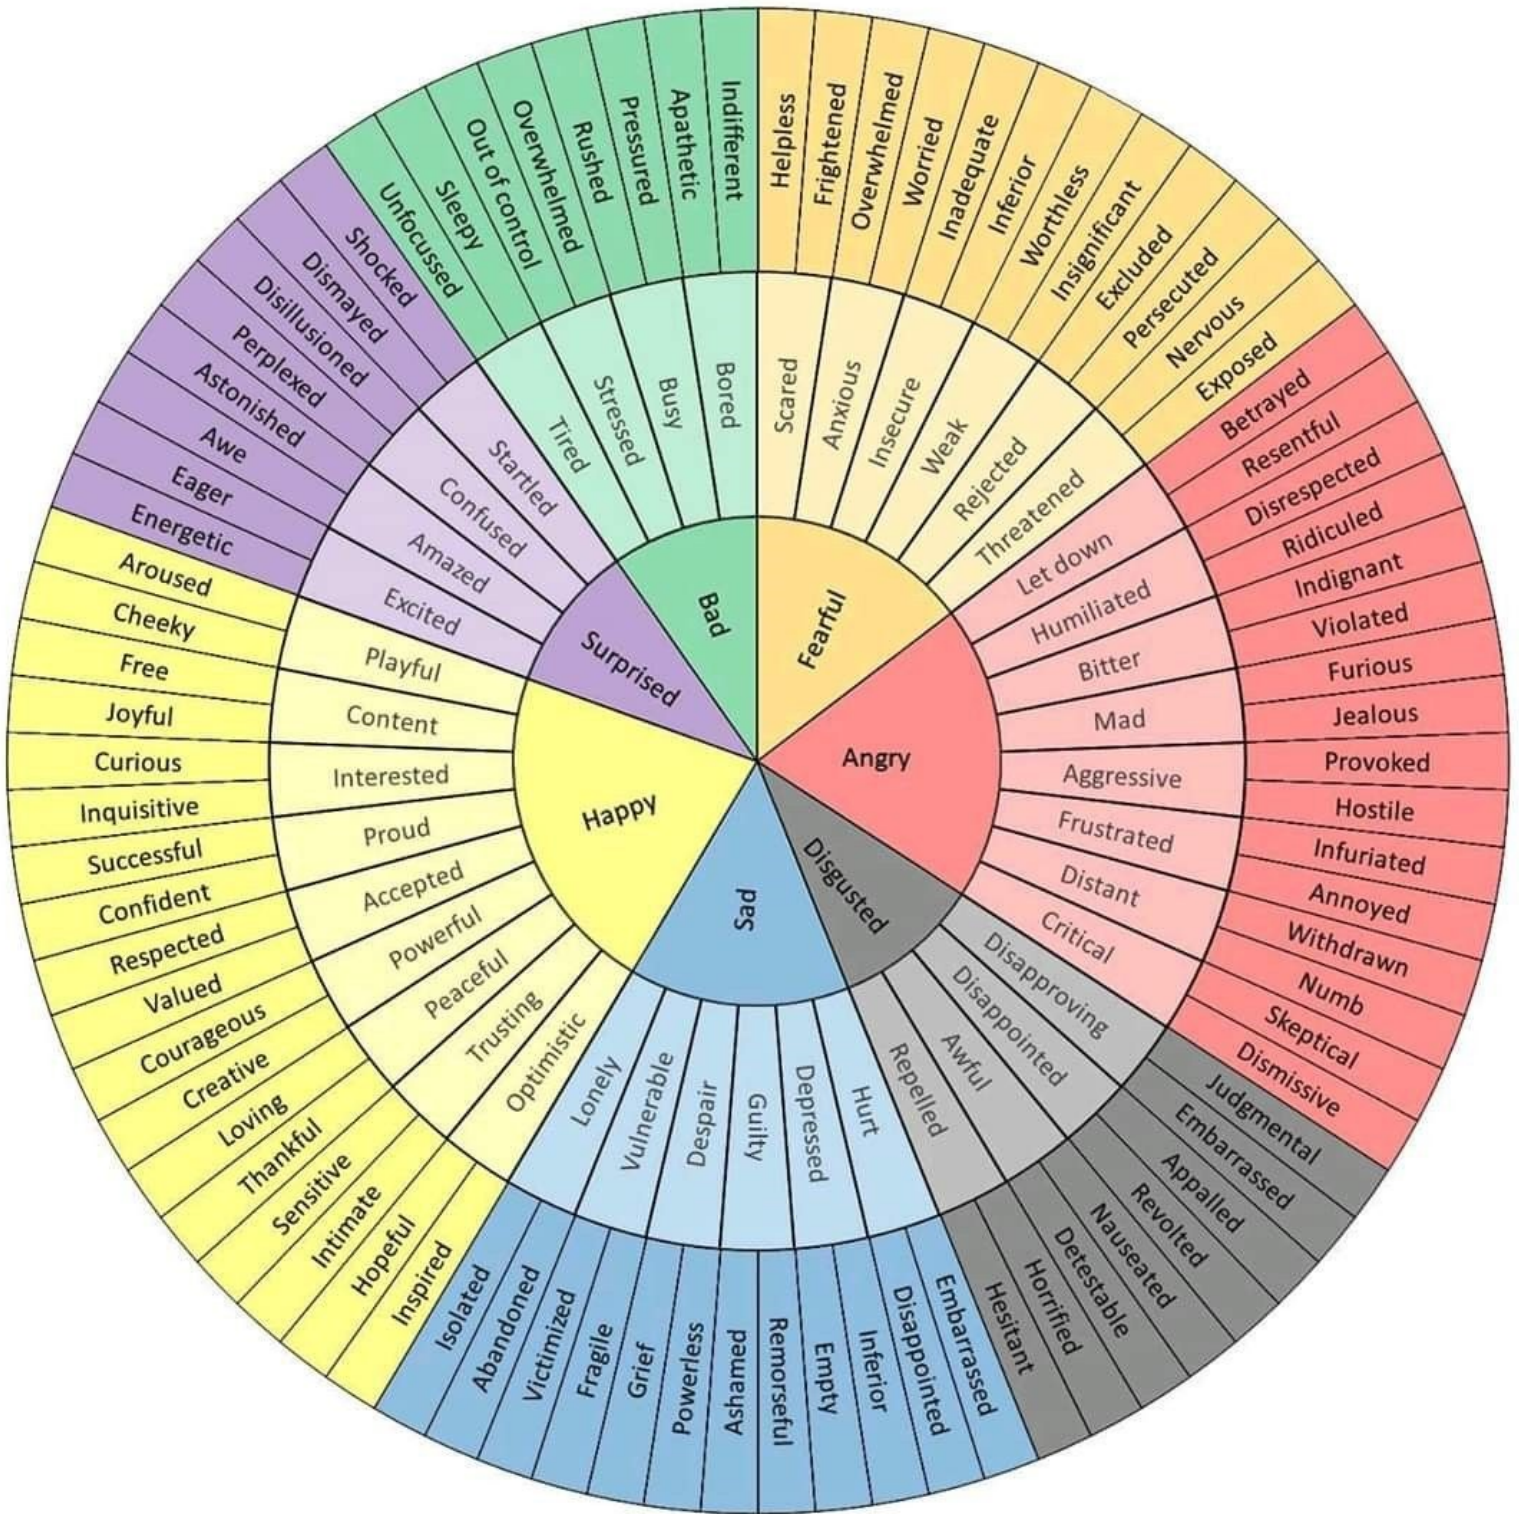 Bad
Fearful
Angry
Disgusted
Sad
Happy
Surprised
Bored
Scared
Anxious
Insecure
Weak
Rejected
Threatened
Let down
Humiliated
Bitter
Mad
Aggressive
Frustrated
Distant
Critical
Disapproving
Disappointed
Awful
Repelled
Hurt
Depressed
Guilty
Despair
Vulnerable
Lonely
Optimistic
Trusting
Peaceful
Powerful
Accepted
Proud
Interested
Content
Playful
Excited
Amazed
Confused
Startled
Tired
Stressed
Busy
Indifferent
Helpless
Frightened
Overwhelmed
Worried
Inadequate
Inferior
Worthless
Insignificant
Excluded
Persecuted
Nervous
Exposed
Betrayed
Resentful
Disrespected
Ridiculed
Indignant
Violated
Furious
Jealous
Provoked
Hostile
Infuriated
Annoyed
Withdrawn
Numb
Skeptical
Dismissive
Judgmental
Embarrassed
Appalled
Revolted
Nauseated
Detestable
Horrified
Hesitant
Embarrassed
Disappointed
Inferior
Empty
Remorseful
Ashamed
Powerless
Grief
Fragile
Victimized
Abandoned
Isolated
Inspired
Hopeful
Intimate
Sensitive
Thankful
Loving
Creative
Courageous
Valued
Respected
Confident
Successful
Inquisitive
Curious
Joyful
Free
Cheeky
Aroused
Energetic
Eager
Awe
Astonished
Perplexed
Disillusioned
Dismayed
Shocked
Unfocussed
Sleepy
Out of control
Overwhelmed
Rushed
Pressured
Apathetic